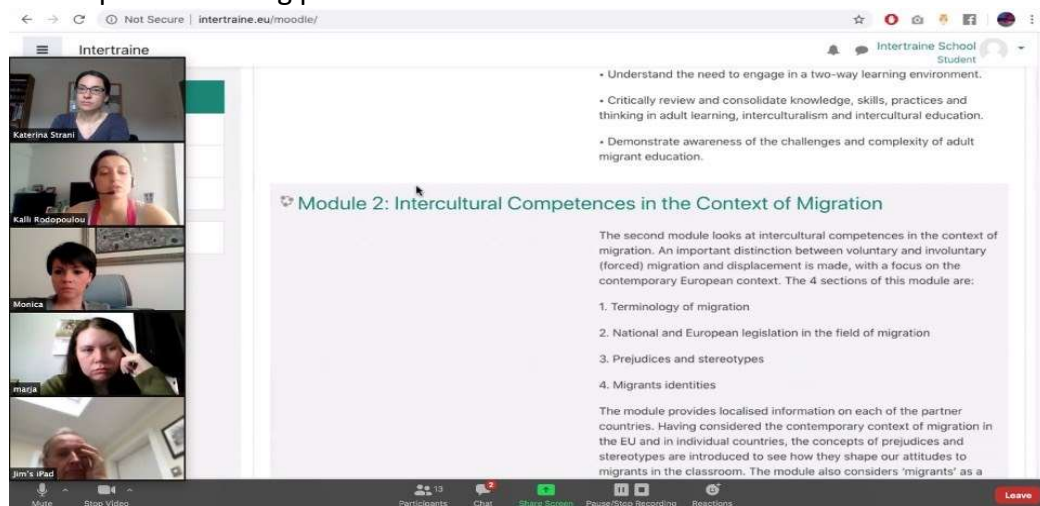 Not Secure | intertraine.eu/moodle/
Intertraine
Intertraine School
Student
• Understand the need to engage in a two-way learning environment.
• Critically review and consolidate knowledge, skills, practices and
thinking in adult learning, interculturalism and intercultural education.
• Demonstrate awareness of the challenges and complexity of adult
migrant education.
Module 2: Intercultural Competences in the Context of Migration
The second module looks at intercultural competences in the context of
migration. An important distinction between voluntary and involuntary
(forced) migration and displacement is made, with a focus on the
contemporary European context. The 4 sections of this module are:
1. Terminology of migration
2. National and European legislation in the field of migration
3. Prejudices and stereotypes
4. Migrants identities
The module provides localised information on each of the partner
countries. Having considered the contemporary context of migration in
the EU and in individual countries, the concepts of prejudices and
stereotypes are introduced to see how they shape our attitudes to
migrants in the classroom. The module also considers 'migrants' as a
Katerina Strani
Kalli Rodopoulou
Monica
marja
Jim's iPad
Mute
Stop Video
13
Participants
2
Chat
Share Screen
Pause/Stop Recording
Reactions
Leave